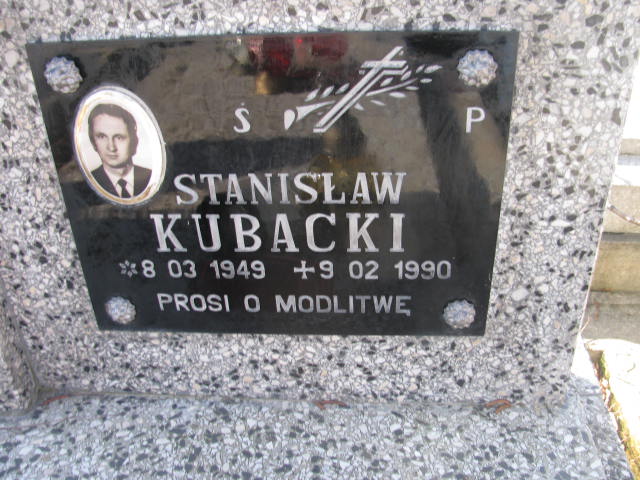 Ś P
STANISŁAW
KUBACKI
*8 03 1949 +9 02 1990
PROSI O MODLITWĘ